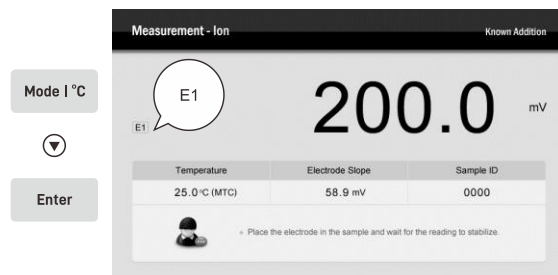 Mode | °C
Enter
Measurement - Ion
Known Addition
E1
E1
200.0
mV
Temperature
Electrode Slope
Sample ID
25.0 °C (MTC)
58.9 mV
0000
Place the electrode in the sample and wait for the reading to stabilize.